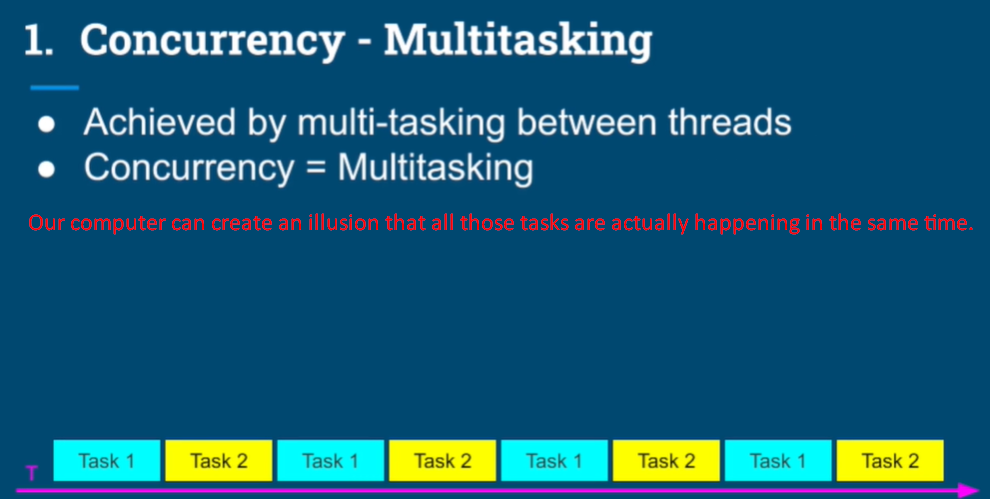 1. Concurrency - Multitasking
● Achieved by multi-tasking between threads
● Concurrency = Multitasking
Our computer can create an illusion that all those tasks are actually happening in the same time.
T Task 1 Task 2 Task 1 Task 2 Task 1 Task 2 Task 1 Task 2